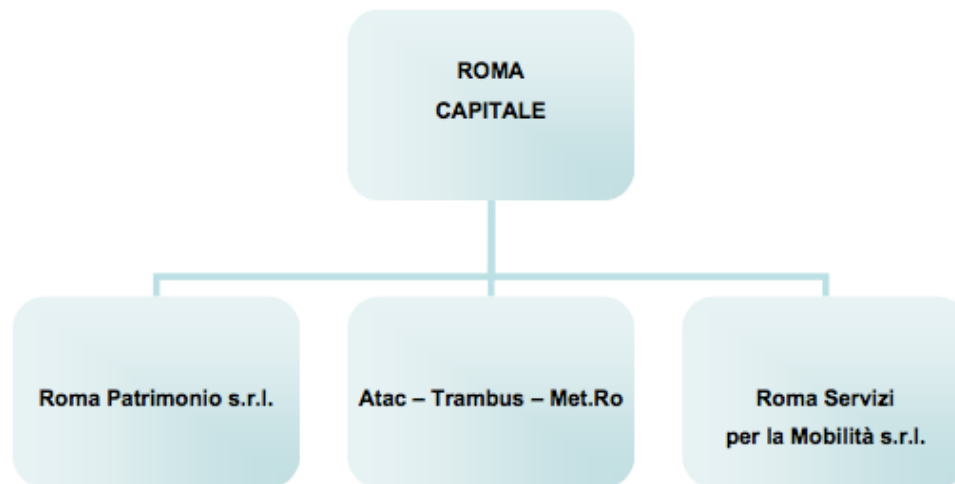 ROMA
CAPITALE
Roma Patrimonio s.r.l.
Atac – Trambus – Met.Ro
Roma Servizi
per la Mobilità s.r.l.